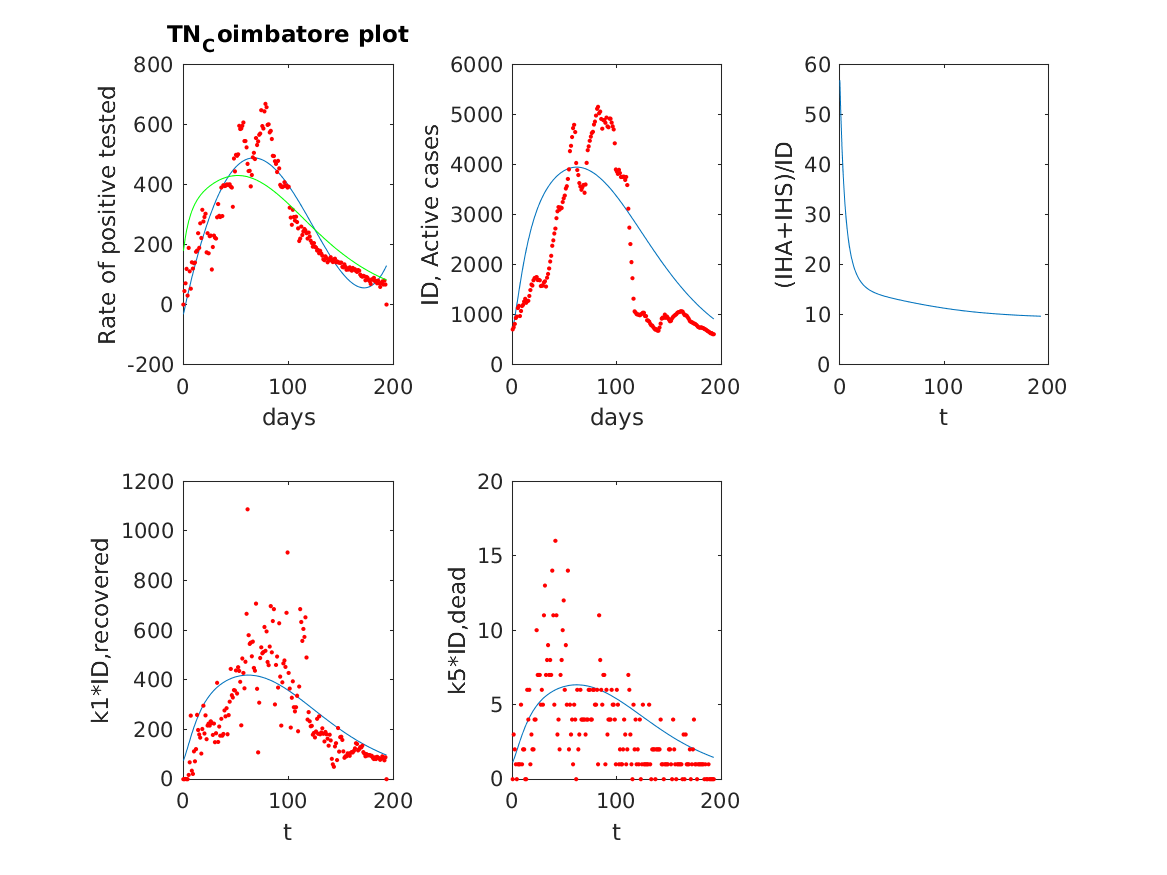 TNCoimbatore plot
800
600
400
200
0
-200
0 100 200
days
Rate of positive tested
6000
5000
4000
3000
2000
1000
0
0 100 200
days
ID, Active cases
60
50
40
30
20
10
0
0 100 200
t
(IHA+IHS)/ID
1200
1000
800
600
400
200
0
0 100 200
t
k1*ID,recovered
20
15
10
5
0
0 100 200
t
k5*ID,dead